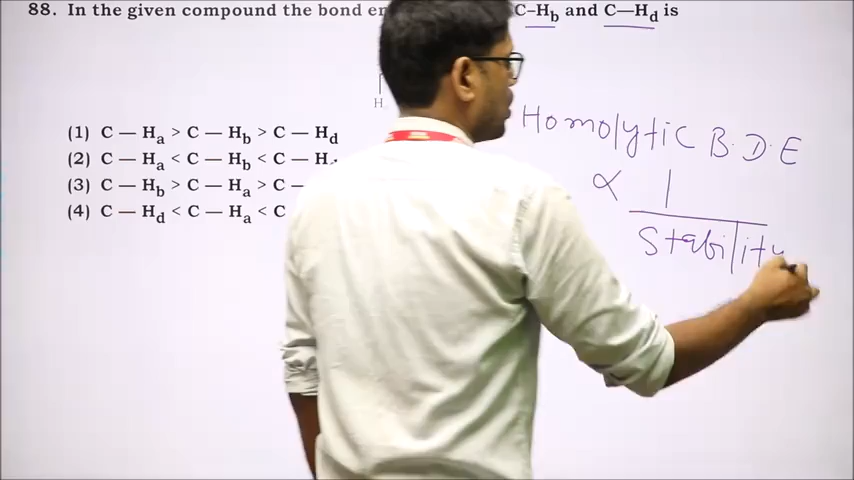 88. In the given compound the bond en C–Hb and C—Hd is
H
(1) C — Ha > C — Hb > C — Hd
(2) C — Ha < C — Hb < C — H
(3) C — Hb > C — Ha > C —
(4) C — Hd < C — Ha < C
Homolytic B.D.E
∝ 1
Stability